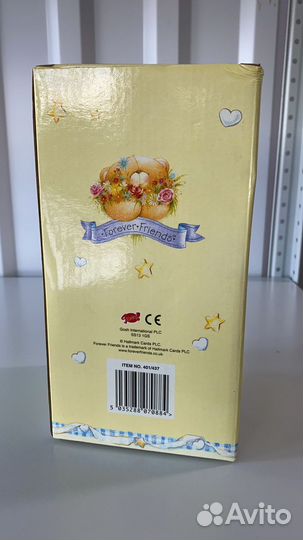 Forever Friends
Gosh!
CE
Gosh International PLC
SS13 1QS
© Hallmark Cards PLC.
Forever Friends is a trademark of Hallmark Cards PLC
www.foreverfriends.co.uk
ITEM NO. 401/437
5 035288 070884 >
Avito